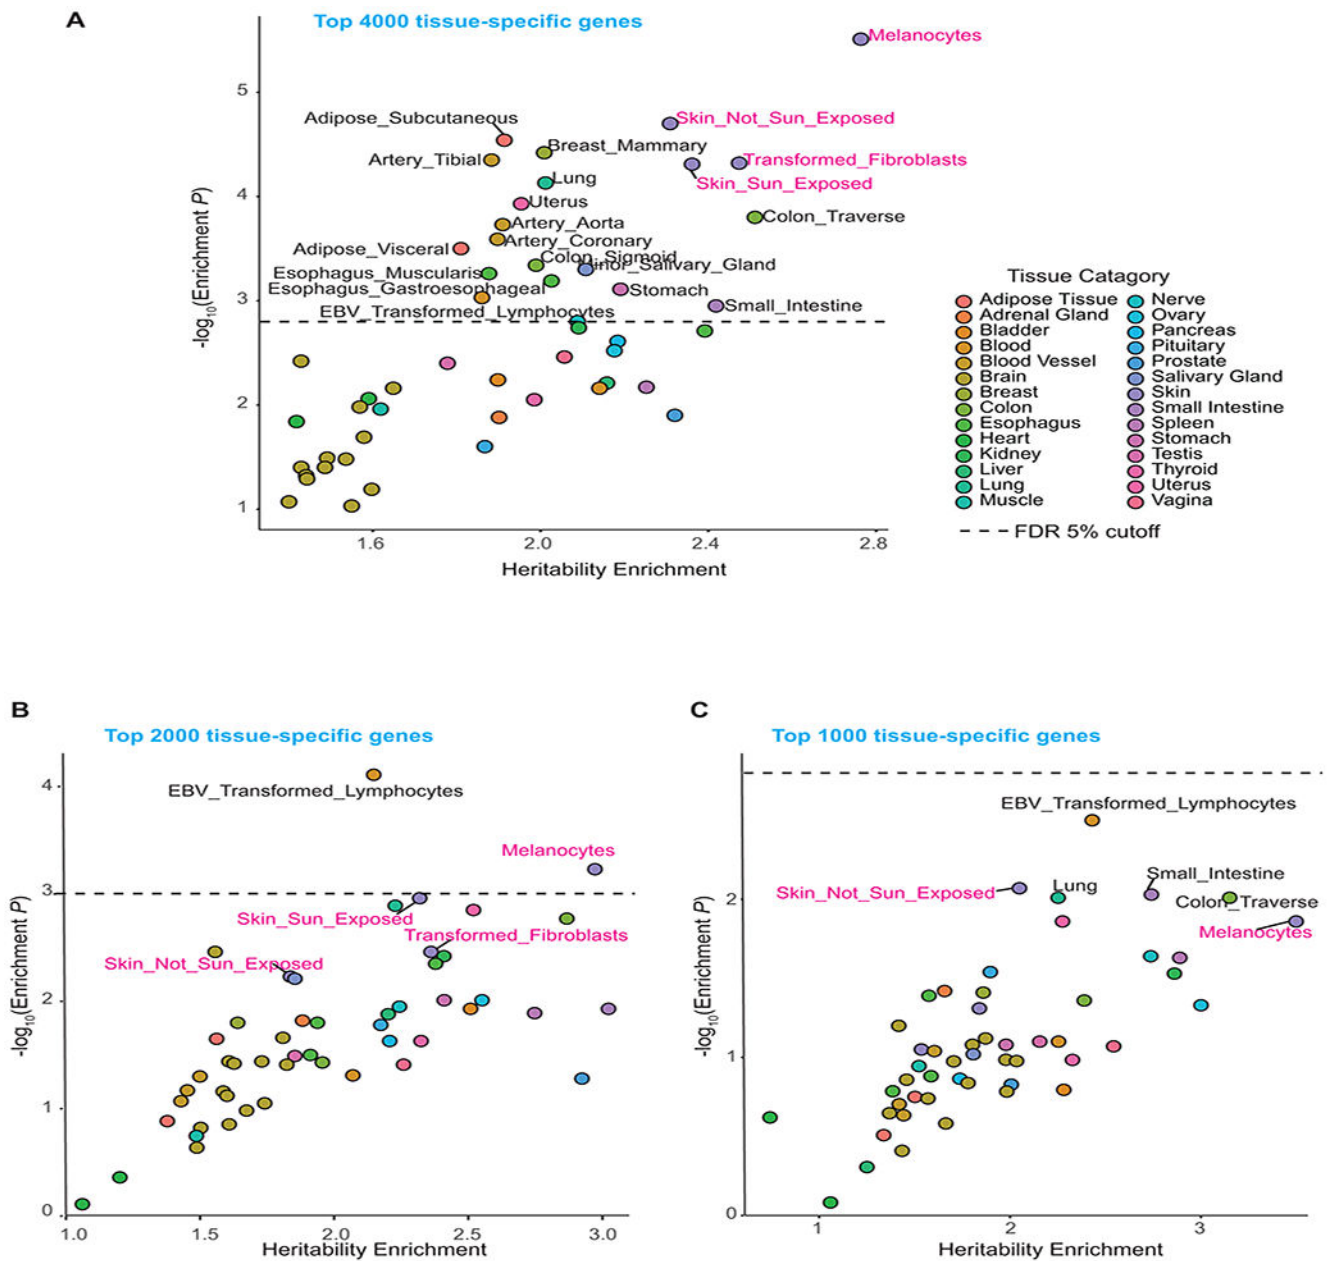 A
Top 4000 tissue-specific genes
Melanocytes
5
Adipose_Subcutaneous
Skin_Not_Sun_Exposed
Breast_Mammary
Artery_Tibial
Transformed_Fibroblasts
Lung
Skin_Sun_Exposed
4
Uterus
Colon_Traverse
Artery_Aorta
Artery_Coronary
Adipose_Visceral
Colon_Sigmoid
Minor_Salivary_Gland
Esophagus_Muscularis
Esophagus_Gastroesophageal
Stomach
3
Small_Intestine
EBV_Transformed_Lymphocytes
2
1
-log10(Enrichment P)
1.6 2.0 2.4 2.8
Heritability Enrichment
Tissue Catagory
Adipose Tissue
Adrenal Gland
Bladder
Blood
Blood Vessel
Brain
Breast
Colon
Esophagus
Heart
Kidney
Liver
Lung
Muscle
Nerve
Ovary
Pancreas
Pituitary
Prostate
Salivary Gland
Skin
Small Intestine
Spleen
Stomach
Testis
Thyroid
Uterus
Vagina
FDR 5% cutoff
B
Top 2000 tissue-specific genes
4
EBV_Transformed_Lymphocytes
Melanocytes
3
Skin_Sun_Exposed
Transformed_Fibroblasts
Skin_Not_Sun_Exposed
2
1
0
-log10(Enrichment P)
1.0 1.5 2.0 2.5 3.0
Heritability Enrichment
C
Top 1000 tissue-specific genes
EBV_Transformed_Lymphocytes
Small_Intestine
Skin_Not_Sun_Exposed
Lung
2
Colon_Traverse
Melanocytes
1
0
-log10(Enrichment P)
1 2 3
Heritability Enrichment